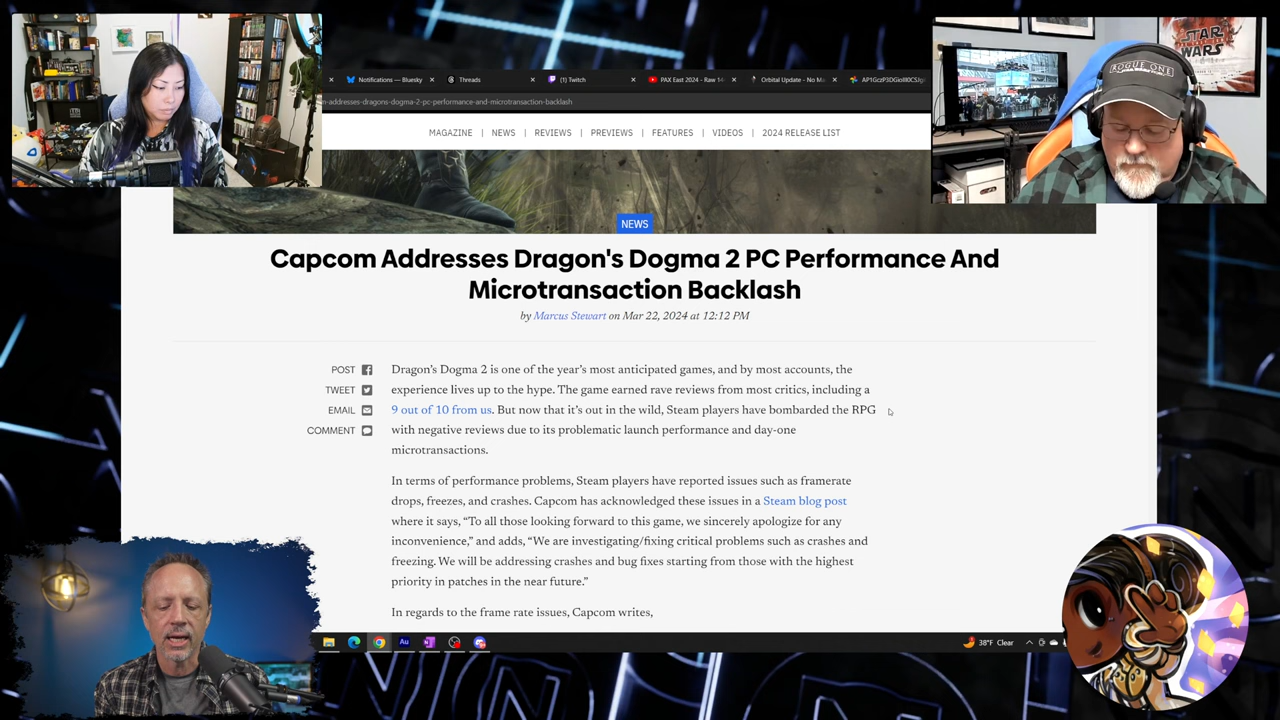 Notifications — Bluesky
Threads
(1) Twitch
PAX East 2024 - Raw 14
Orbital Update - No M
AP1GczP3DGioll0CSJg
n-addresses-dragons-dogma-2-pc-performance-and-microtransaction-backlash
MAGAZINE | NEWS | REVIEWS | PREVIEWS | FEATURES | VIDEOS | 2024 RELEASE LIST
STAR WARS
ROGUE ONE
NEWS
Capcom Addresses Dragon's Dogma 2 PC Performance And
Microtransaction Backlash
by Marcus Stewart on Mar 22, 2024 at 12:12 PM
POST
TWEET
EMAIL
COMMENT
Dragon's Dogma 2 is one of the year's most anticipated games, and by most accounts, the
experience lives up to the hype. The game earned rave reviews from most critics, including a
9 out of 10 from us. But now that it's out in the wild, Steam players have bombarded the RPG
with negative reviews due to its problematic launch performance and day-one
microtransactions.
In terms of performance problems, Steam players have reported issues such as framerate
drops, freezes, and crashes. Capcom has acknowledged these issues in a Steam blog post
where it says, “To all those looking forward to this game, we sincerely apologize for any
inconvenience,” and adds, “We are investigating/fixing critical problems such as crashes and
freezing. We will be addressing crashes and bug fixes starting from those with the highest
priority in patches in the near future.”
In regards to the frame rate issues, Capcom writes,
Au
38°F Clear